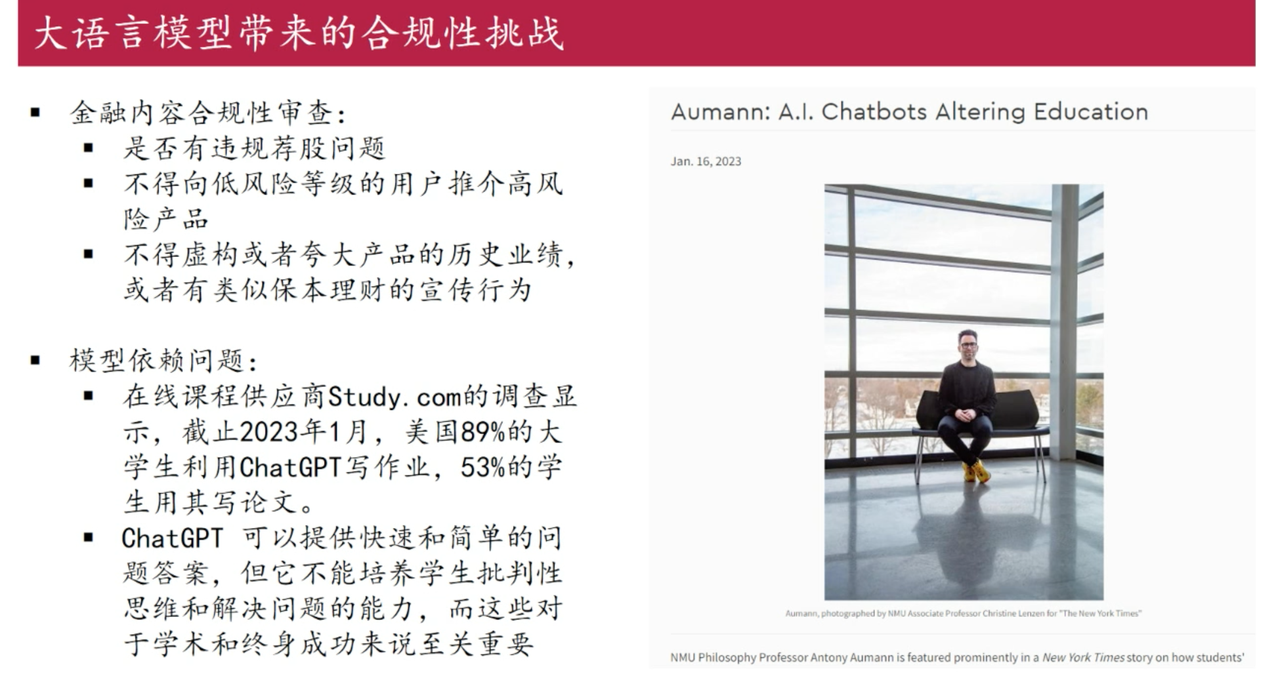 大语言模型带来的合规性挑战
▪ 金融内容合规性审查：
▪ 是否有违规荐股问题
▪ 不得向低风险等级的用户推介高风
险产品
▪ 不得虚构或者夸大产品的历史业绩，
或者有类似保本理财的宣传行为
▪ 模型依赖问题：
▪ 在线课程供应商Study.com的调查显
示，截止2023年1月，美国89%的大
学生利用ChatGPT写作业，53%的学
生用其写论文。
▪ ChatGPT 可以提供快速和简单的问
题答案，但它不能培养学生批判性
思维和解决问题的能力，而这些对
于学术和终身成功来说至关重要
Aumann: A.I. Chatbots Altering Education
Jan. 16, 2023
Aumann, photographed by NMU Associate Professor Christine Lenzen for "The New York Times"
NMU Philosophy Professor Antony Aumann is featured prominently in a New York Times story on how students'